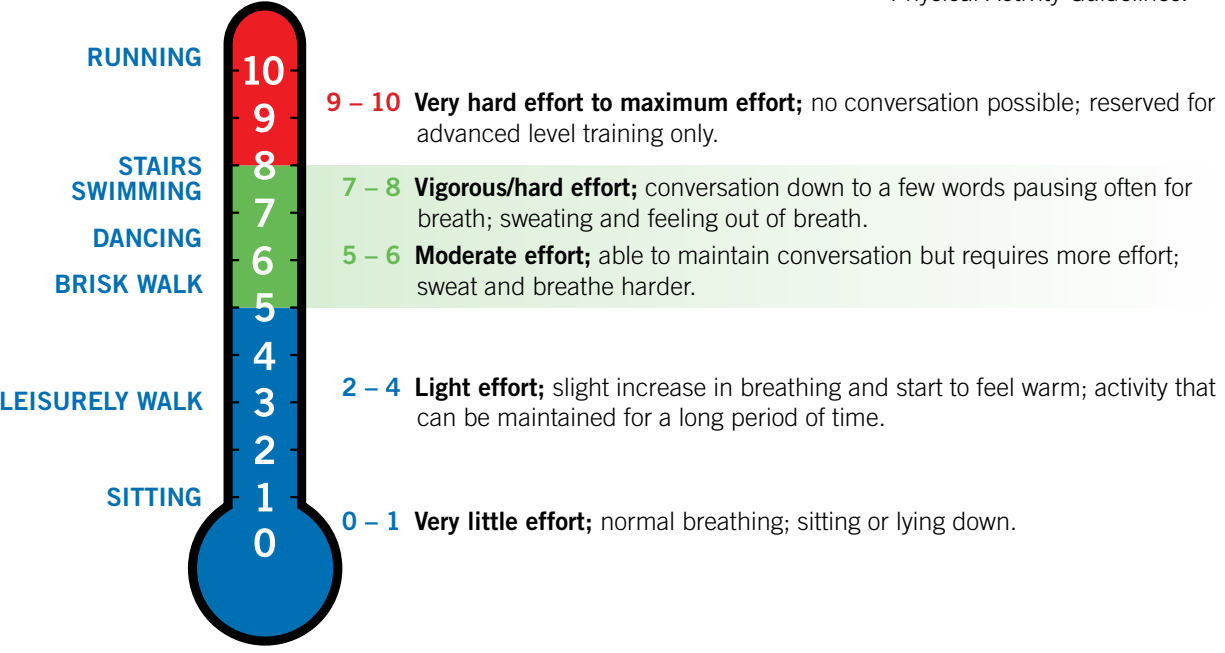 Physical Activity Guidelines.
RUNNING
10
9 – 10 Very hard effort to maximum effort; no conversation possible; reserved for
9
advanced level training only.
STAIRS
8
SWIMMING
7 – 8 Vigorous/hard effort; conversation down to a few words pausing often for
7
breath; sweating and feeling out of breath.
DANCING
6
5 – 6 Moderate effort; able to maintain conversation but requires more effort;
BRISK WALK
sweat and breathe harder.
5
4
LEISURELY WALK
3
2 – 4 Light effort; slight increase in breathing and start to feel warm; activity that
can be maintained for a long period of time.
2
SITTING
1
0 – 1 Very little effort; normal breathing; sitting or lying down.
0